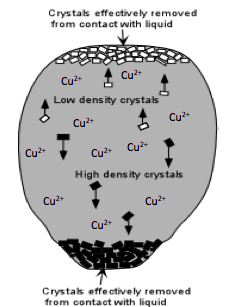 Crystals effectively removed
from contact with liquid
Cu²⁺
Cu²⁺
Cu²⁺
Low density crystals
Cu²⁺
Cu²⁺
Cu²⁺
Cu²⁺
Cu²⁺
High density crystals
Cu²⁺
Cu²⁺
Cu²⁺
Crystals effectively removed
from contact with liquid